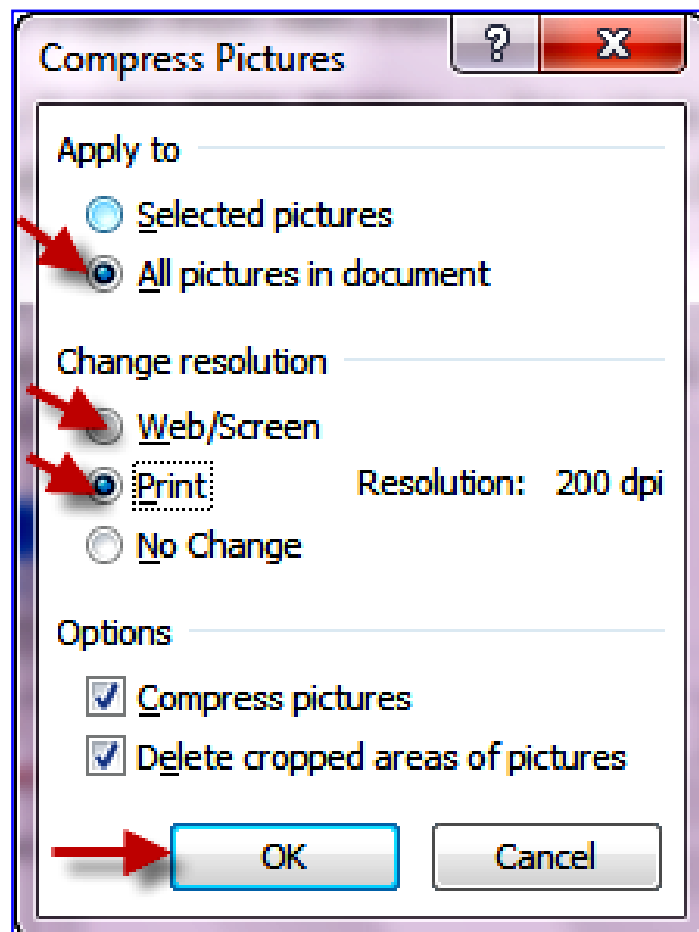 Compress Pictures
Apply to
Selected pictures
All pictures in document
Change resolution
Web/Screen
Print Resolution: 200 dpi
No Change
Options
Compress pictures
Delete cropped areas of pictures
OK Cancel